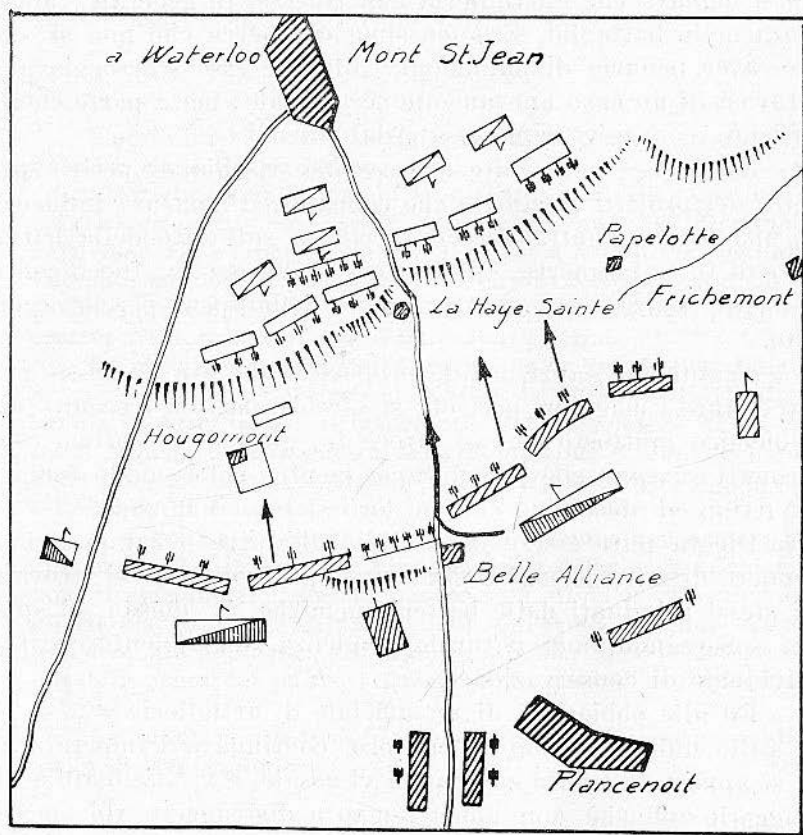 a Waterloo
Mont St. Jean
Papelotte
La Haye Sainte
Frichemont
Hougomont
Belle Alliance
Plancenoit